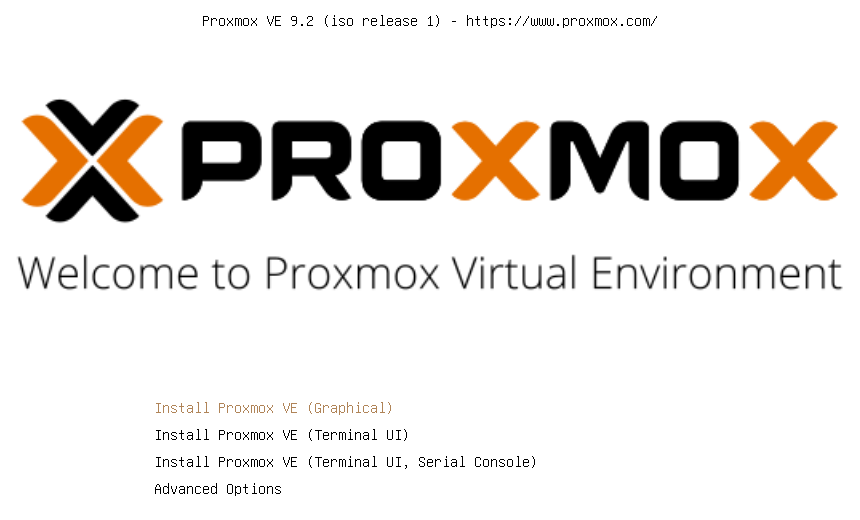 Proxmox VE 9.2 (iso release 1) - https://www.proxmox.com/
PROXMOX
Welcome to Proxmox Virtual Environment
Install Proxmox VE (Graphical)
Install Proxmox VE (Terminal UI)
Install Proxmox VE (Terminal UI, Serial Console)
Advanced Options